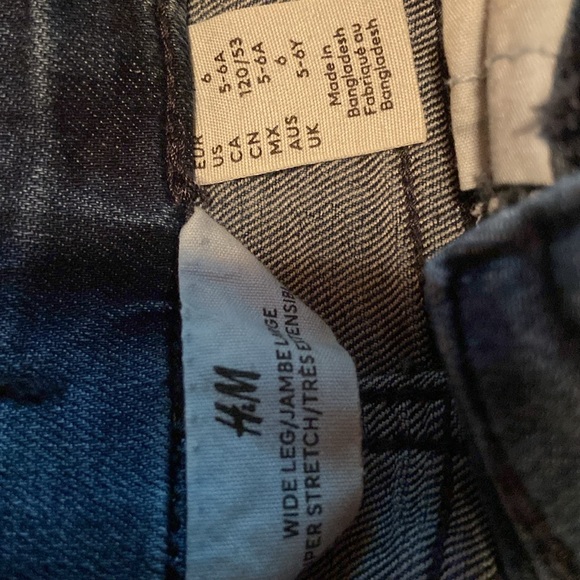 EUR 6
US 5-6A
CA 120/53
CN 5-6A
MX 6
AUS 5-6Y
UK
Made in
Bangladesh
Fabriqué au
Bangladesh
H&M
WIDE LEG/JAMBE
STRETCH/TRÈS